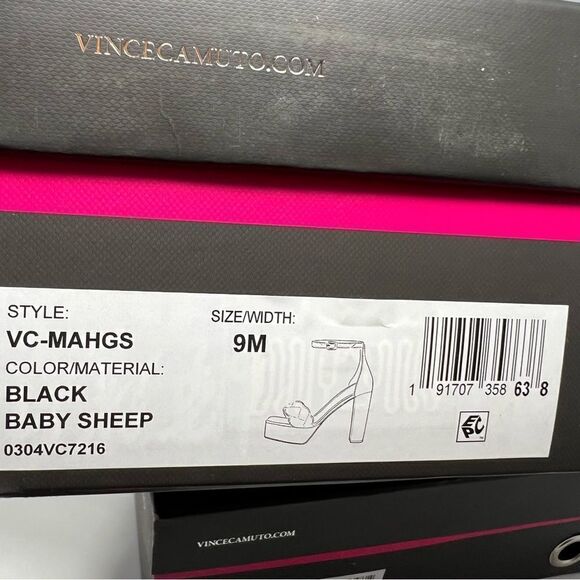 VINCECAMUTO.COM
STYLE:
VC-MAHGS
COLOR/MATERIAL:
BLACK
BABY SHEEP
0304VC7216
SIZE/WIDTH:
9M
1 91707 358 63 8
EPC
VINCECAMUTO.COM